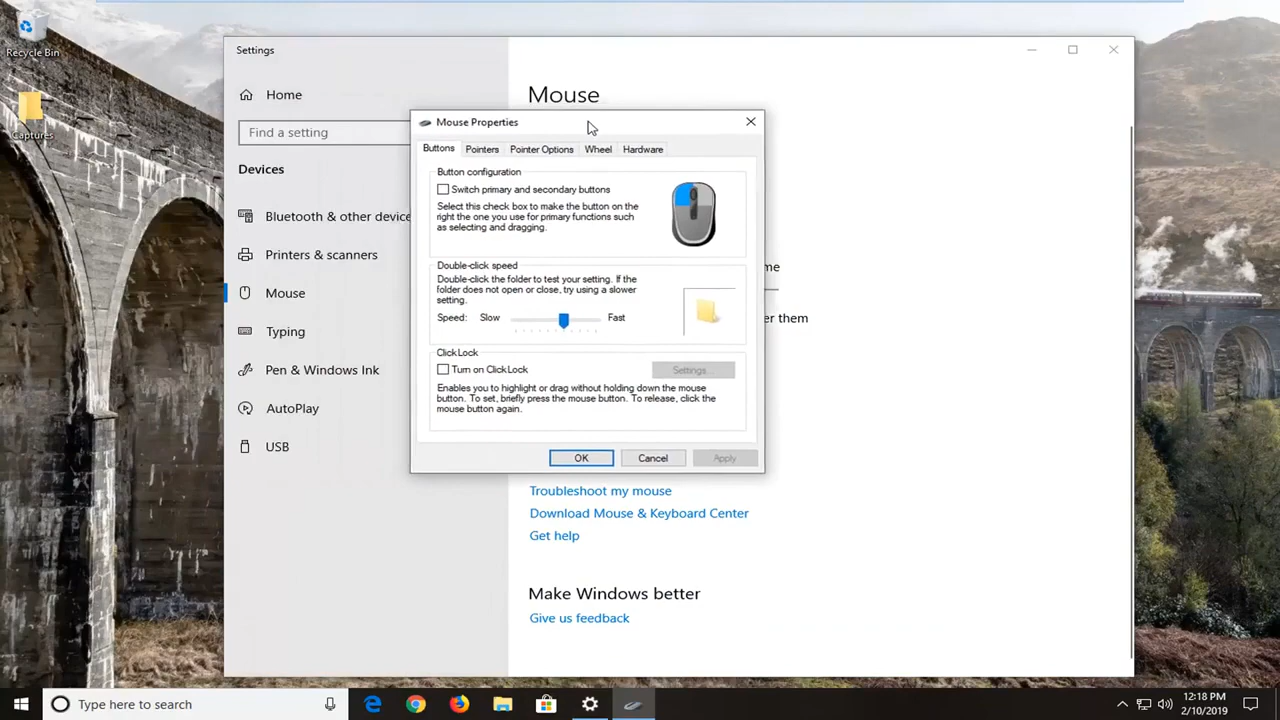 Recycle Bin
Captures
Settings
Home
Find a setting
Devices
Bluetooth & other device
Printers & scanners
Mouse
Typing
Pen & Windows Ink
AutoPlay
USB
Mouse
me
er them
Troubleshoot my mouse
Download Mouse & Keyboard Center
Get help
Make Windows better
Give us feedback
Mouse Properties
Buttons Pointers Pointer Options Wheel Hardware
Button configuration
Switch primary and secondary buttons
Select this check box to make the button on the
right the one you use for primary functions such
as selecting and dragging.
Double-click speed
Double-click the folder to test your setting. If the
folder does not open or close, try using a slower
setting.
Speed: Slow Fast
ClickLock
Turn on ClickLock
Settings...
Enables you to highlight or drag without holding down the mouse
button. To set, briefly press the mouse button. To release, click the
mouse button again.
OK Cancel Apply
Type here to search
12:18 PM
2/10/2019